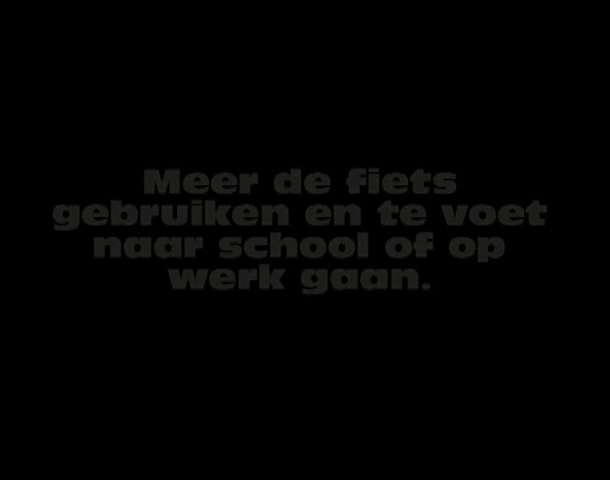 Meer de fiets
gebruiken en te voet
naar school of op
werk gaan.